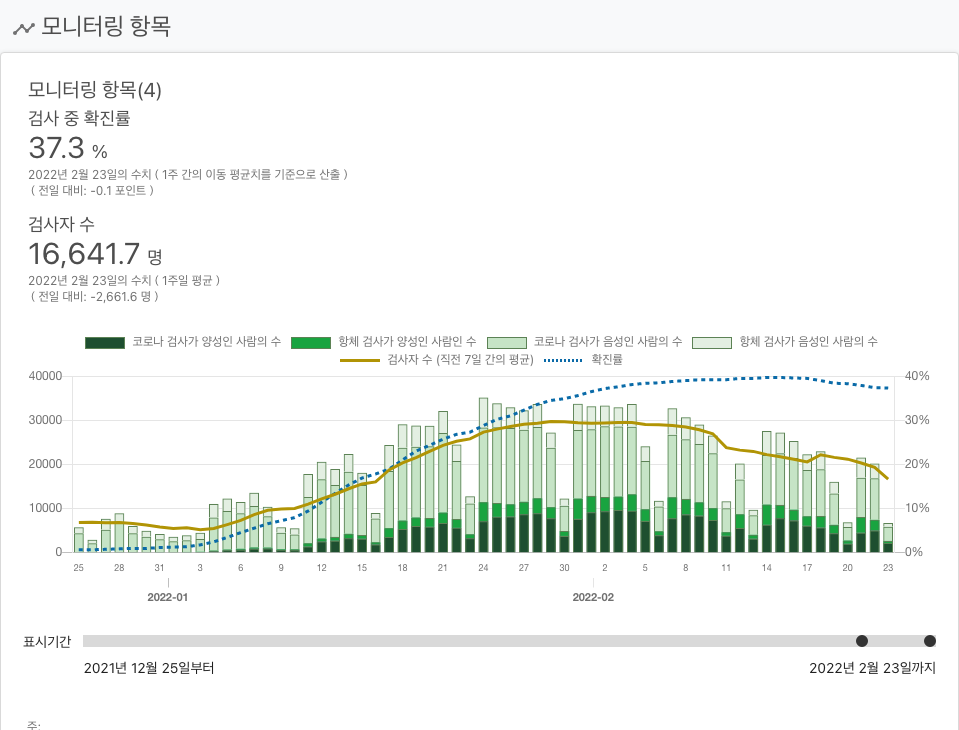 모니터링 항목
모니터링 항목(4)
검사 중 확진률
37.3 %
2022년 2월 23일의 수치 ( 1주 간의 이동 평균치를 기준으로 산출 )
( 전일 대비: -0.1 포인트 )
검사자 수
16,641.7 명
2022년 2월 23일의 수치 ( 1주일 평균 )
( 전일 대비: -2,661.6 명 )
코로나 검사가 양성인 사람의 수 항체 검사가 양성인 사람인 수 코로나 검사가 음성인 사람의 수 항체 검사가 음성인 사람의 수
검사자 수 (직전 7일 간의 평균) 확진률
40000 40%
30000 30%
20000 20%
10000 10%
0 0%
25 28 31 3 6 9 12 15 18 21 24 27 30 2 5 8 11 14 17 20 23
2022-01 2022-02
표시기간
2021년 12월 25일부터 2022년 2월 23일까지
주: